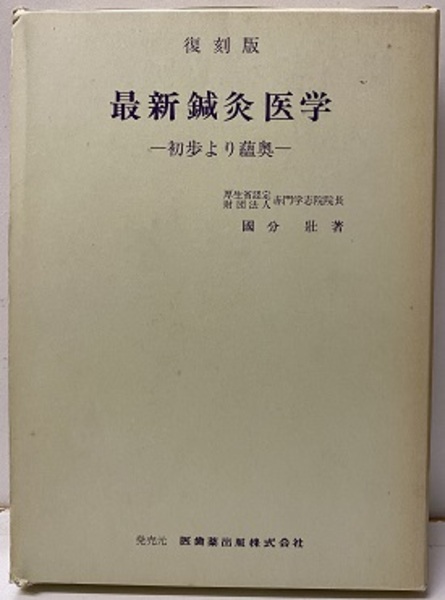 復刻版
最新鍼灸医学
―初歩より蘊奥―
厚生省認定
財団法人 赤門学志院院長
國分 壯 著
発売元 医歯薬出版株式会社